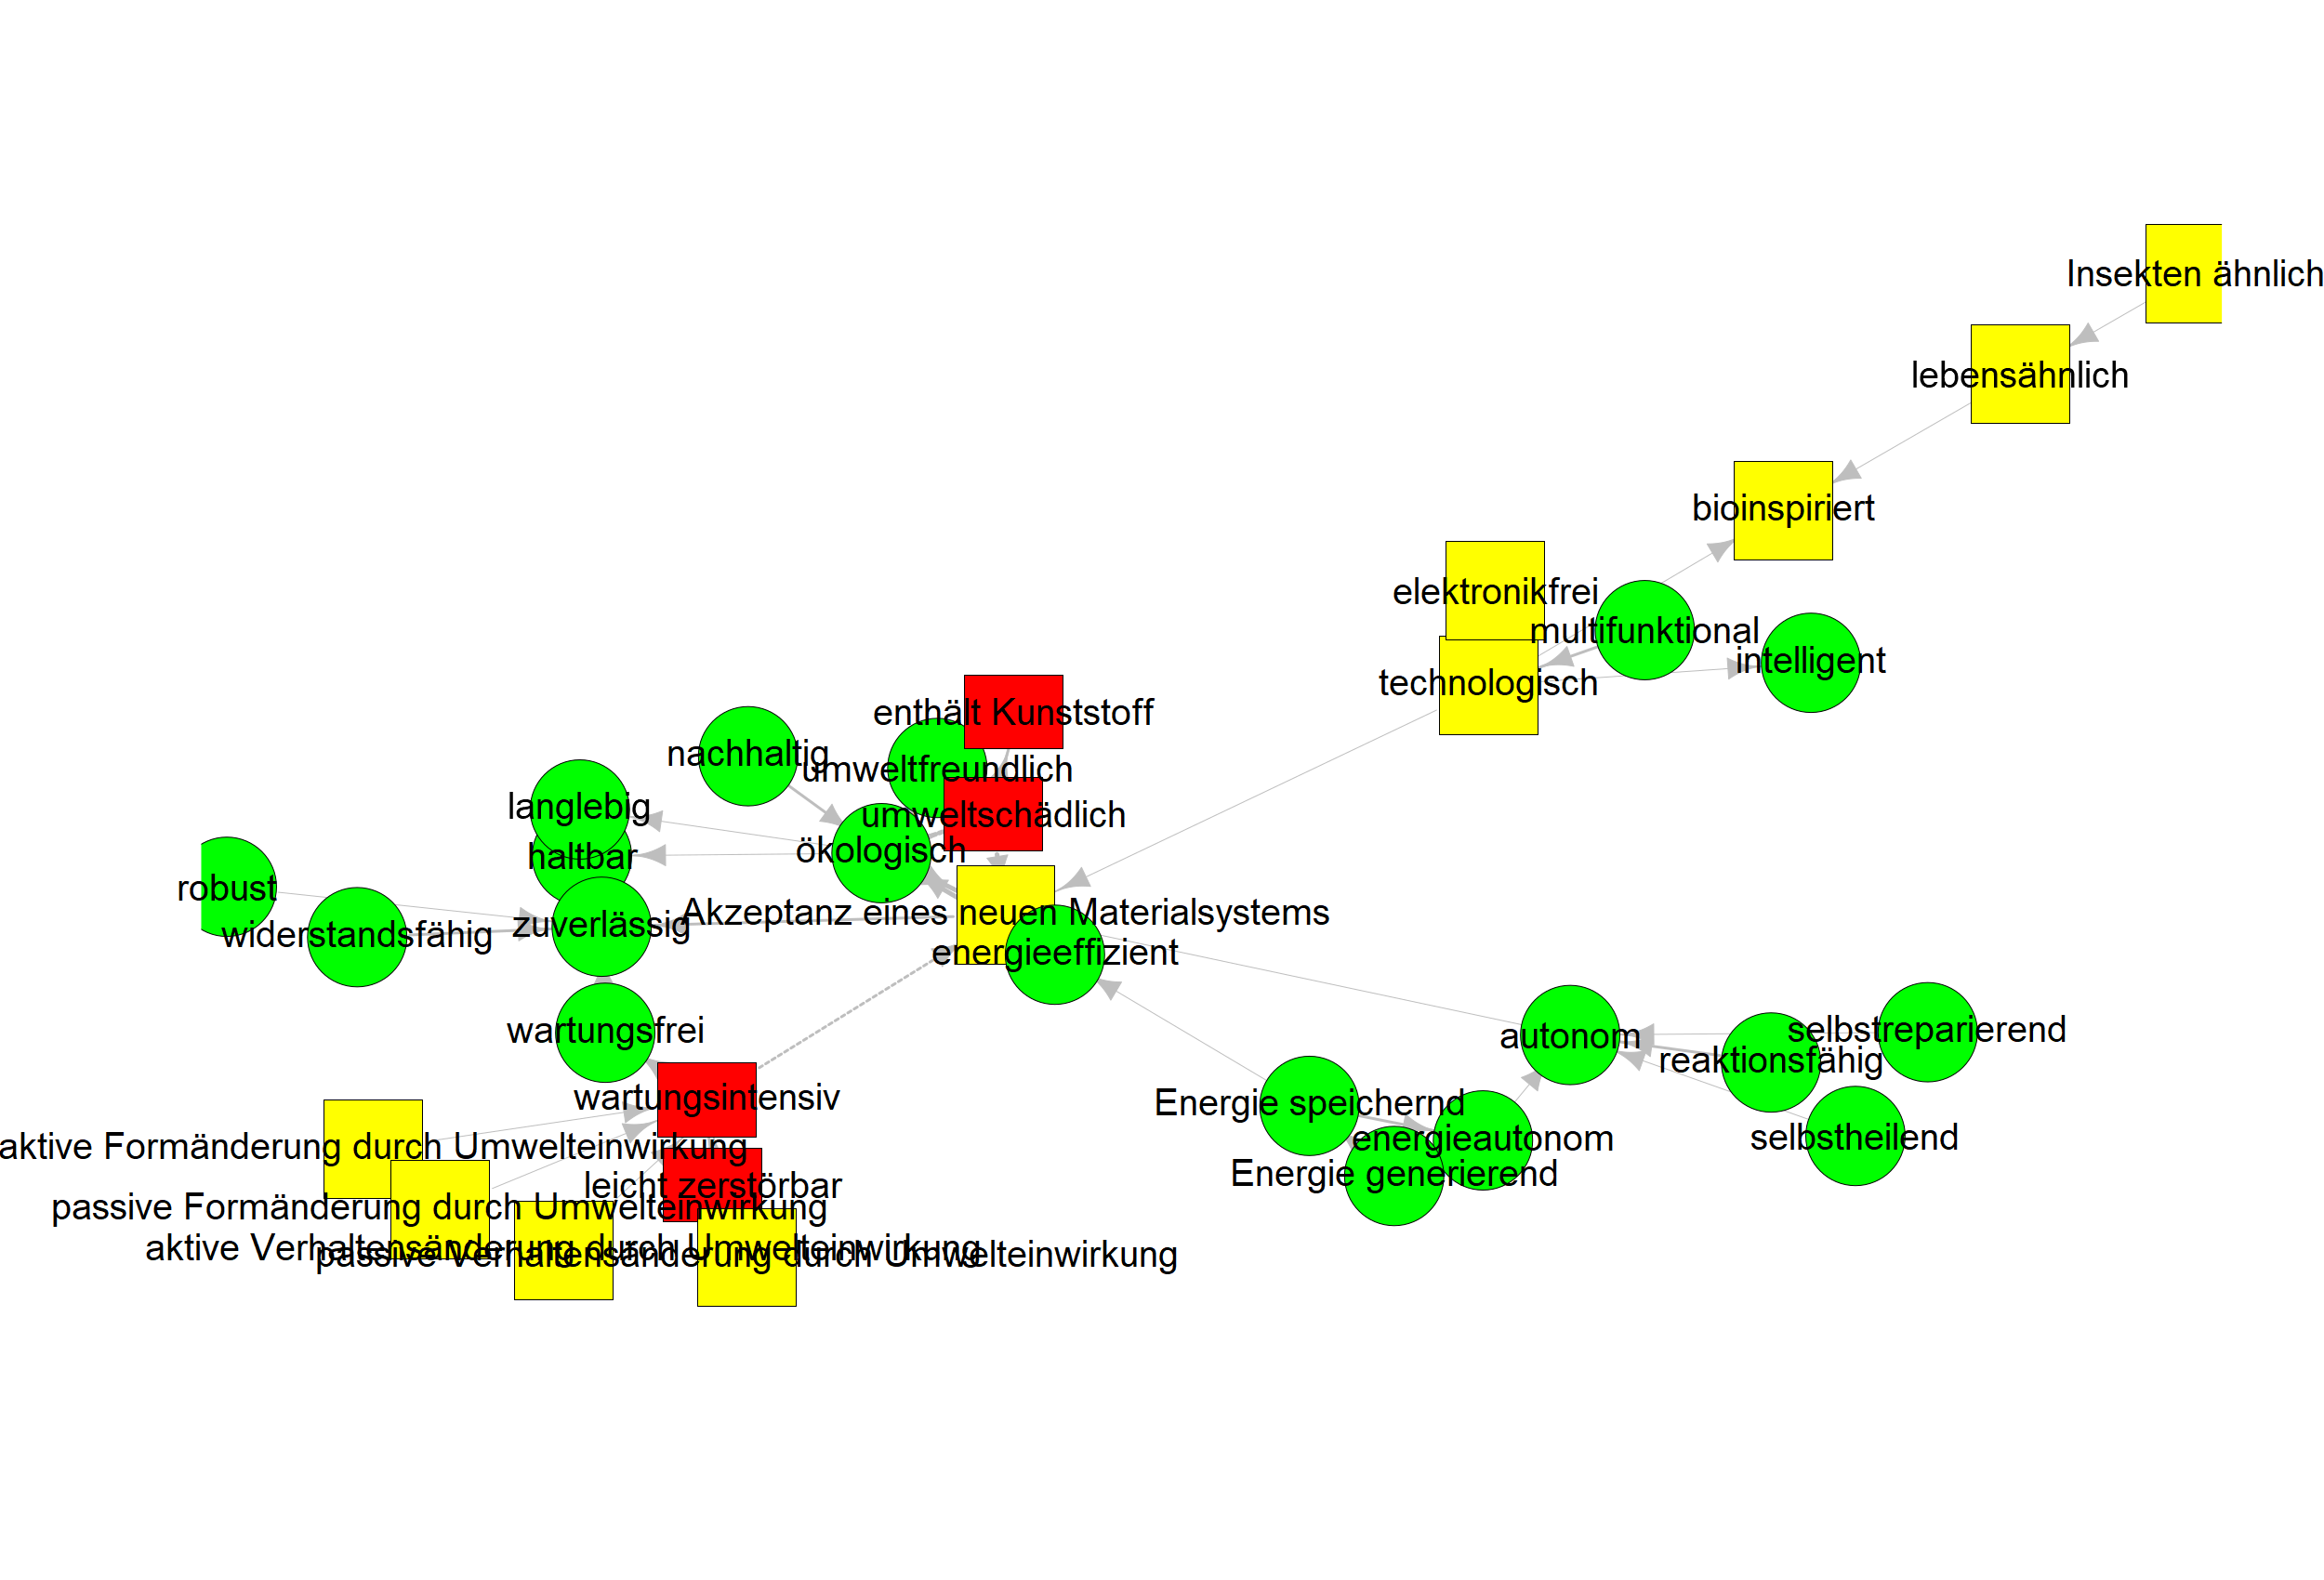 Insekten ähnlich
lebensähnlich
bioinspiriert
elektronikfrei
multifunktional
intelligent
technologisch
enthält Kunststoff
nachhaltig
umweltfreundlich
langlebig
umweltschädlich
ökologisch
haltbar
robust
Akzeptanz eines neuen Materialsystems
zuverlässig
widerstandsfähig
energieeffizient
wartungsfrei
autonom
selbstreparierend
reaktionsfähig
wartungsintensiv
Energie speichernd
energieautonom
selbstheilend
aktive Formänderung durch Umwelteinwirkung
Energie generierend
leicht zerstörbar
passive Formänderung durch Umwelteinwirkung
aktive Verhaltensänderung durch Umwelteinwirkung
passive Verhaltensänderung durch Umwelteinwirkung